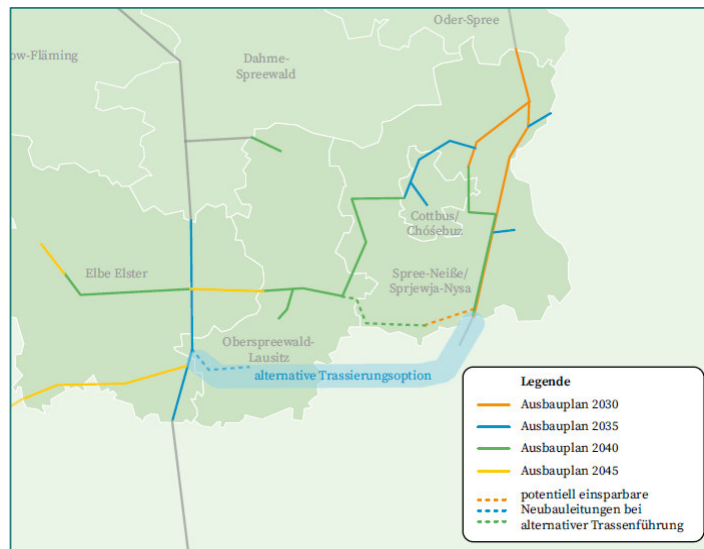 Oder-Spree
ow-Fläming
Dahme-
Spreewald
Cottbus/
Chóśebuz
Elbe Elster
Spree-Neiße/
Sprjewja-Nysa
Oberspreewald-
Lausitz
alternative Trassierungsoption
Legende
Ausbauplan 2030
Ausbauplan 2035
Ausbauplan 2040
Ausbauplan 2045
potentiell einsparbare
Neubauleitungen bei
alternativer Trassenführung